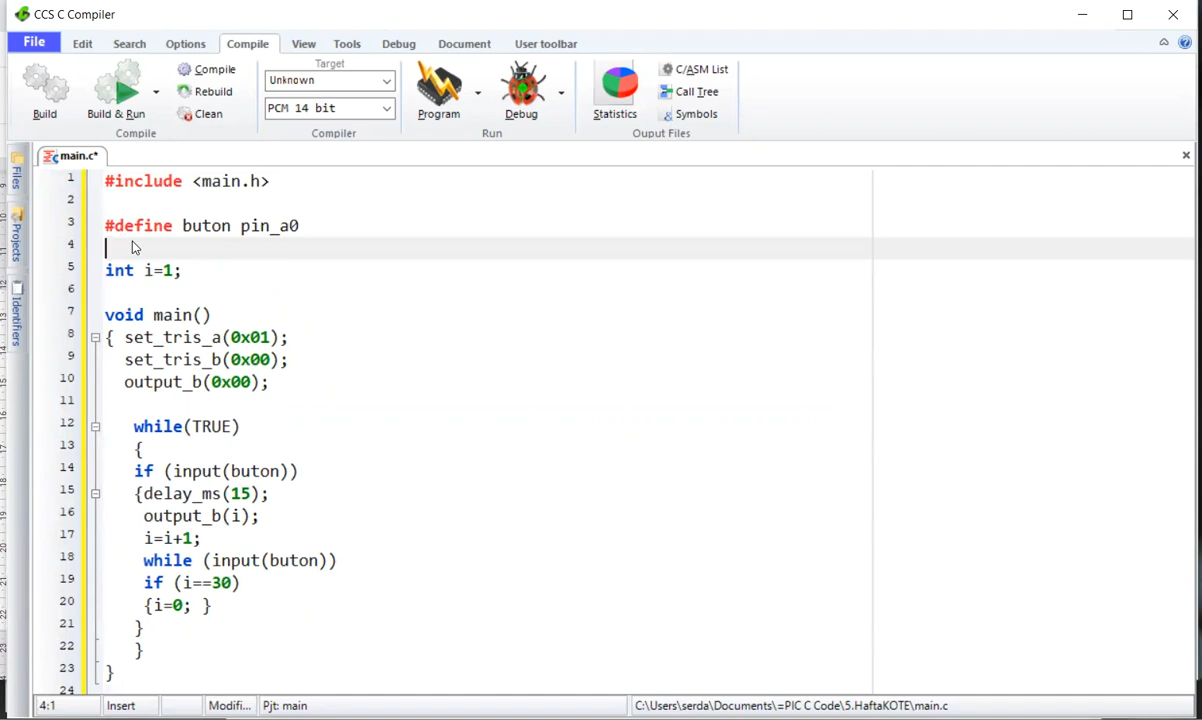 CCS C Compiler
File Edit Search Options Compile View Tools Debug Document User toolbar
Target
Compile Unknown C/ASM List
Rebuild Call Tree
PCM 14 bit
Build Build & Run Clean Program Debug Statistics Symbols
Compile Compiler Run Ouput Files
main.c*
Files
Projects
Identifiers
1 #include <main.h>
2
3 #define buton pin_a0
4
5 int i=1;
6
7 void main()
8 { set_tris_a(0x01);
9 set_tris_b(0x00);
10 output_b(0x00);
11
12 while(TRUE)
13 {
14 if (input(buton))
15 {delay_ms(15);
16 output_b(i);
17 i=i+1;
18 while (input(buton))
19 if (i==30)
20 {i=0; }
21 }
22 }
23 }
24
4:1 Insert Modifi... Pjt: main C:\Users\serda\Documents\=PIC C Code\5.HaftaKOTE\main.c